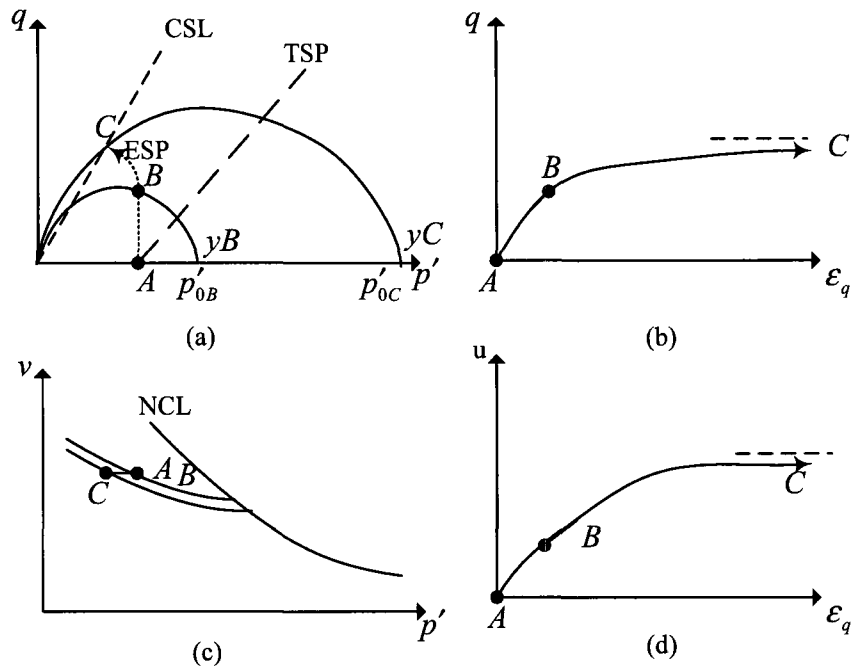 q
CSL
TSP
C
ESP
B
yB
yC
A
p'0B
p'0C
p'
(a)
q
B
C
A
εq
(b)
v
NCL
A
B
C
p'
(c)
u
B
C
A
εq
(d)